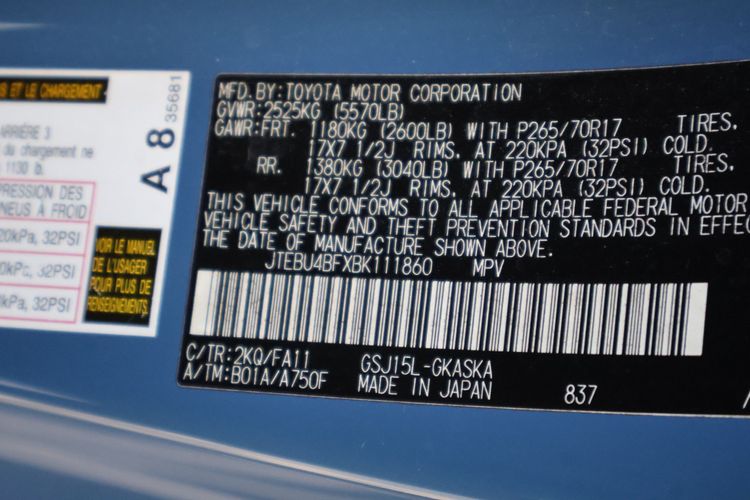 S ET LE CHARGEMENT
ARRIÈRE 3
du chargement ne
1130 lb.
PRESSION DES
PNEUS À FROID
220kPa, 32PSI
0kPa, 32PSI
kPa, 32PSI
VOIR LE MANUEL
DE L'USAGER
POUR PLUS DE
RENSEIGNEMENTS.
A 8
35681
MFD. BY:TOYOTA MOTOR CORPORATION
GVWR:2525KG (5570LB)
GAWR:FRT. 1180KG (2600LB) WITH P265/70R17 TIRES,
17X7 1/2J RIMS, AT 220KPA (32PSI) COLD.
RR. 1380KG (3040LB) WITH P265/70R17 TIRES,
17X7 1/2J RIMS, AT 220KPA (32PSI) COLD.
THIS VEHICLE CONFORMS TO ALL APPLICABLE FEDERAL MOTOR
VEHICLE SAFETY AND THEFT PREVENTION STANDARDS IN EFFEC
THE DATE OF MANUFACTURE SHOWN ABOVE.
JTEBU4BFXBK111860 MPV
C/TR:2KQ/FA11 GSJ15L-GKASKA
A/TM:B01A/A750F MADE IN JAPAN 837